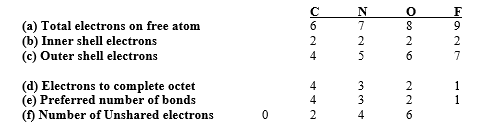 C N O F
(a) Total electrons on free atom 6 7 8 9
(b) Inner shell electrons 2 2 2 2
(c) Outer shell electrons 4 5 6 7
(d) Electrons to complete octet 4 3 2 1
(e) Preferred number of bonds 4 3 2 1
(f) Number of Unshared electrons 0 2 4 6